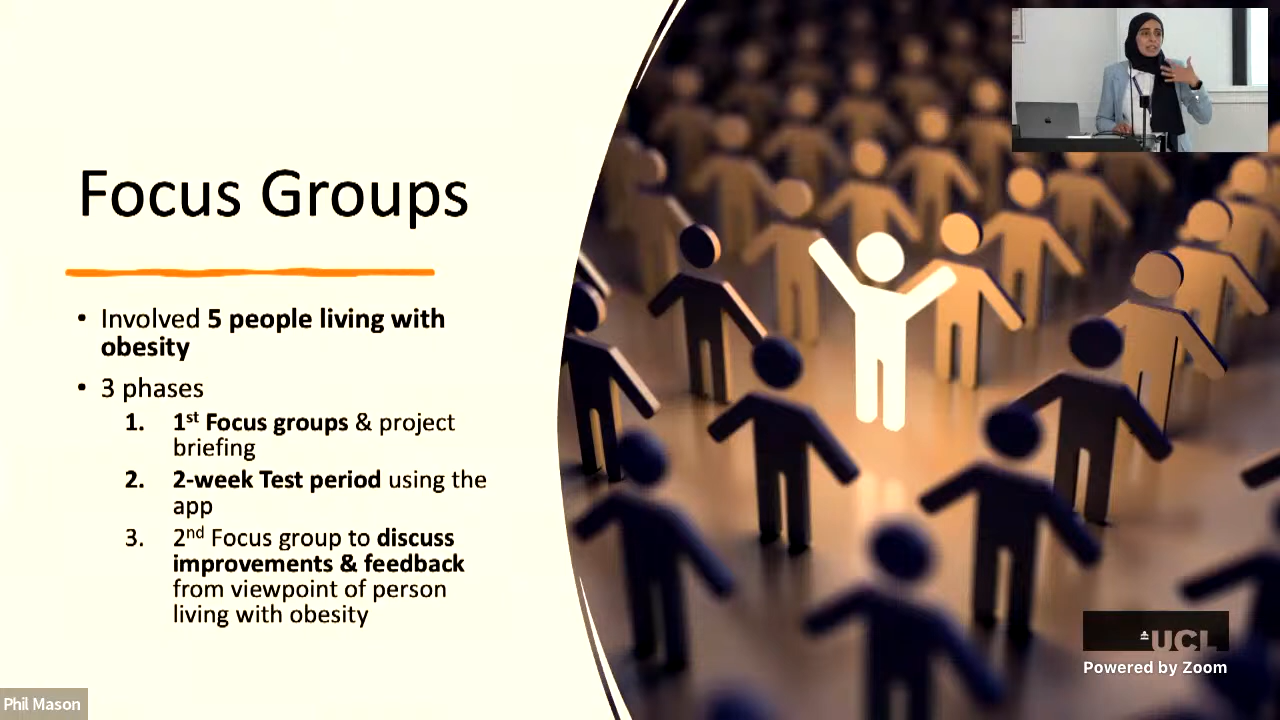 Focus Groups
• Involved 5 people living with
obesity
• 3 phases
1. 1st Focus groups & project
briefing
2. 2-week Test period using the
app
3. 2nd Focus group to discuss
improvements & feedback
from viewpoint of person
living with obesity
UCL
Powered by Zoom
Phil Mason